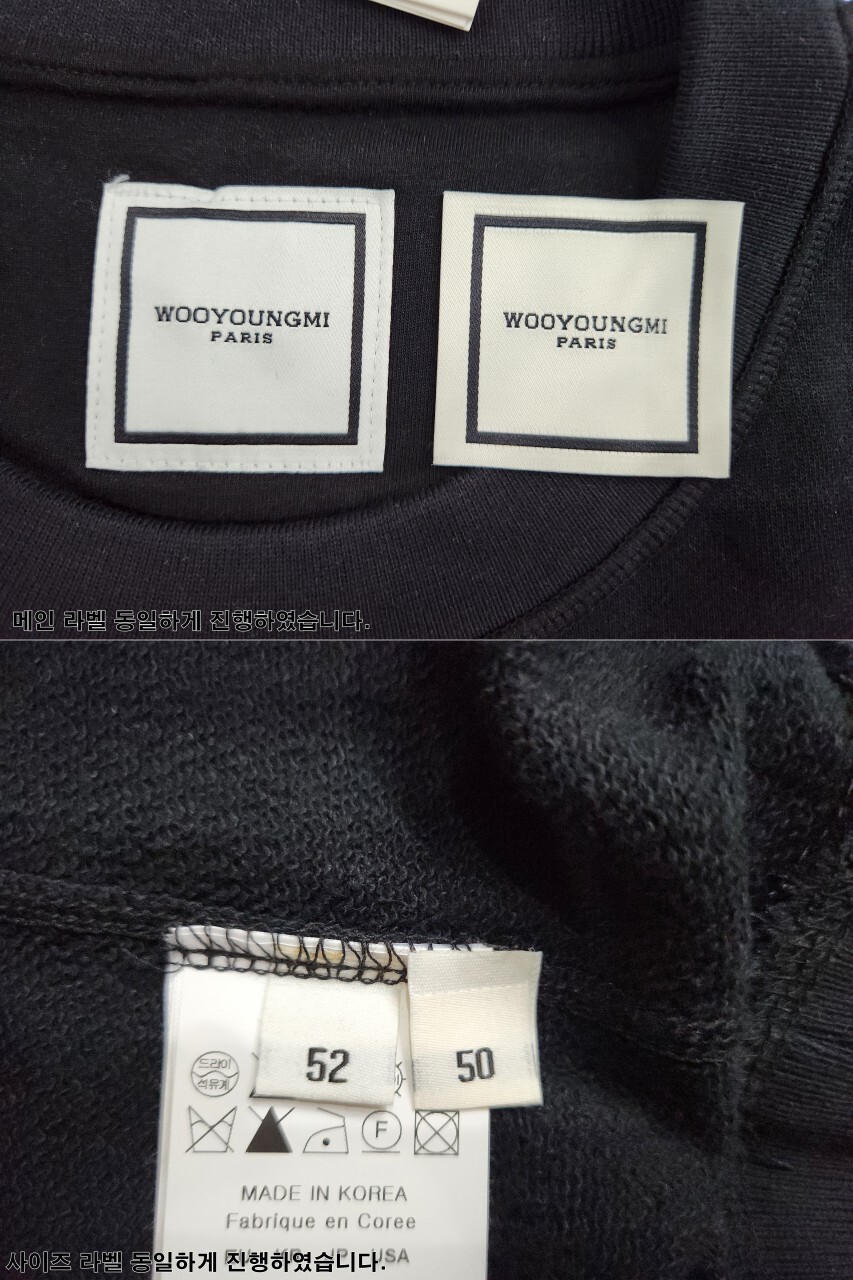 WOOYOUNGMI
PARIS
WOOYOUNGMI
PARIS
메인 라벨 동일하게 진행하였습니다.
52
50
드라이
석유계
F
MADE IN KOREA
Fabrique en Coree
USA
사이즈 라벨 동일하게 진행하였습니다.